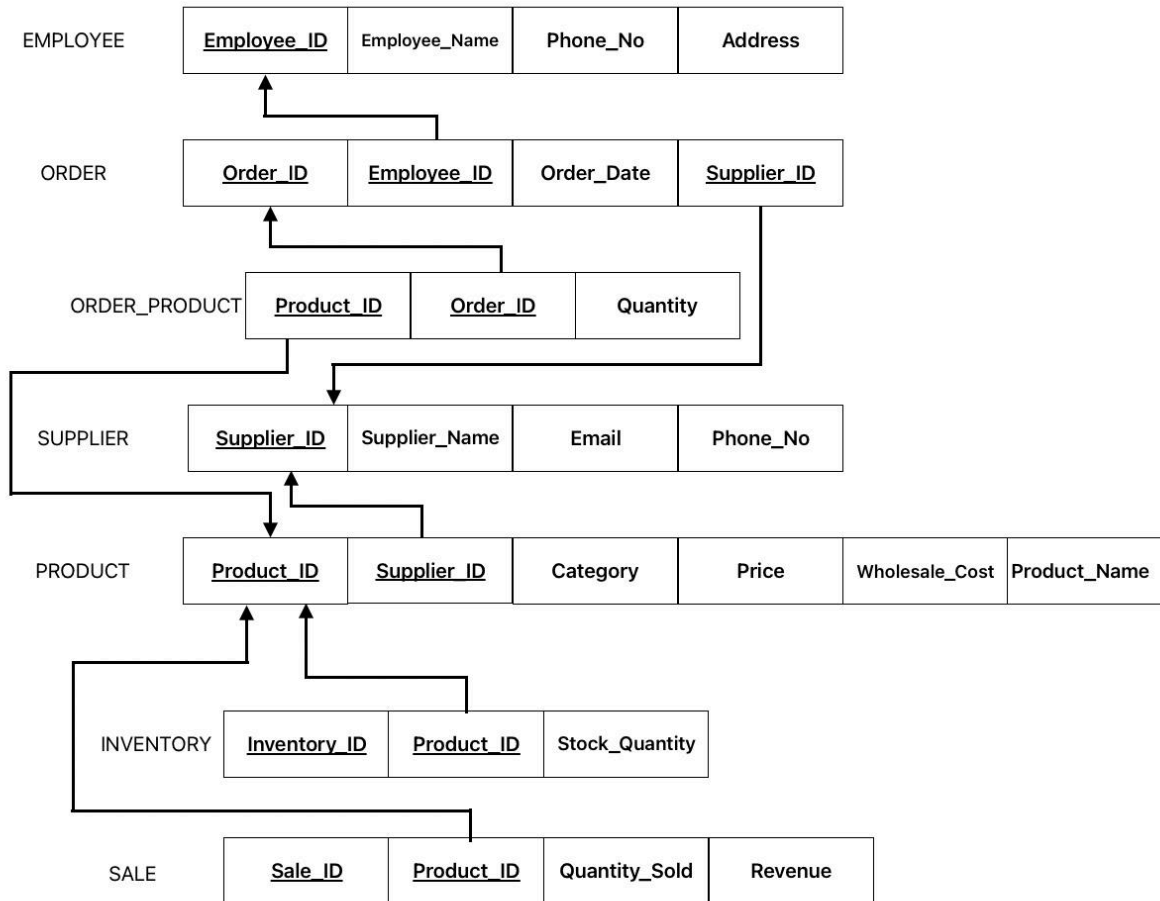 EMPLOYEE Employee_ID Employee_Name Phone_No Address
ORDER Order_ID Employee_ID Order_Date Supplier_ID
ORDER_PRODUCT Product_ID Order_ID Quantity
SUPPLIER Supplier_ID Supplier_Name Email Phone_No
PRODUCT Product_ID Supplier_ID Category Price Wholesale_Cost Product_Name
INVENTORY Inventory_ID Product_ID Stock_Quantity
SALE Sale_ID Product_ID Quantity_Sold Revenue